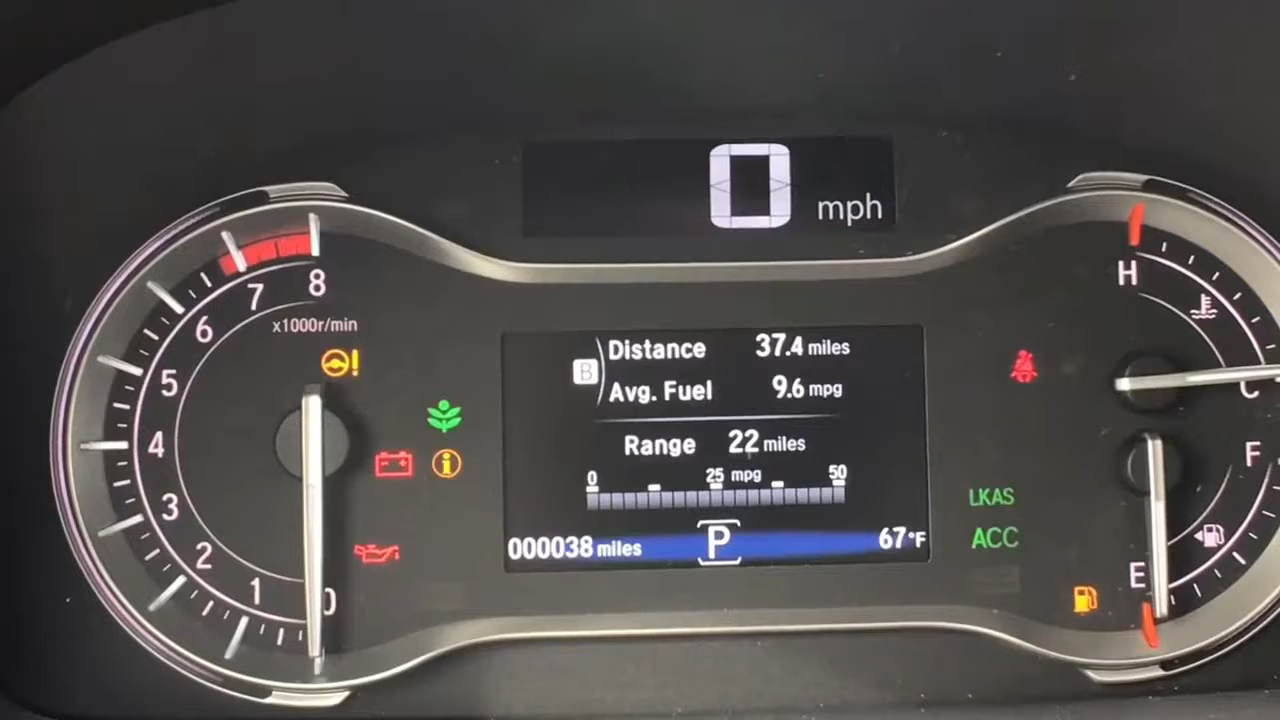 0 mph
8
7
6
5
4
3
2
1
0
x1000r/min
!
i
B
Distance 37.4 miles
Avg. Fuel 9.6 mpg
Range 22 miles
0 25 mpg 50
000038 miles P 67°F
LKAS
ACC
H
C
F
E